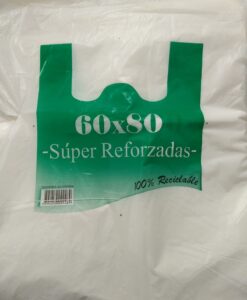 60x80
-Súper Reforzadas-
100% Reciclable